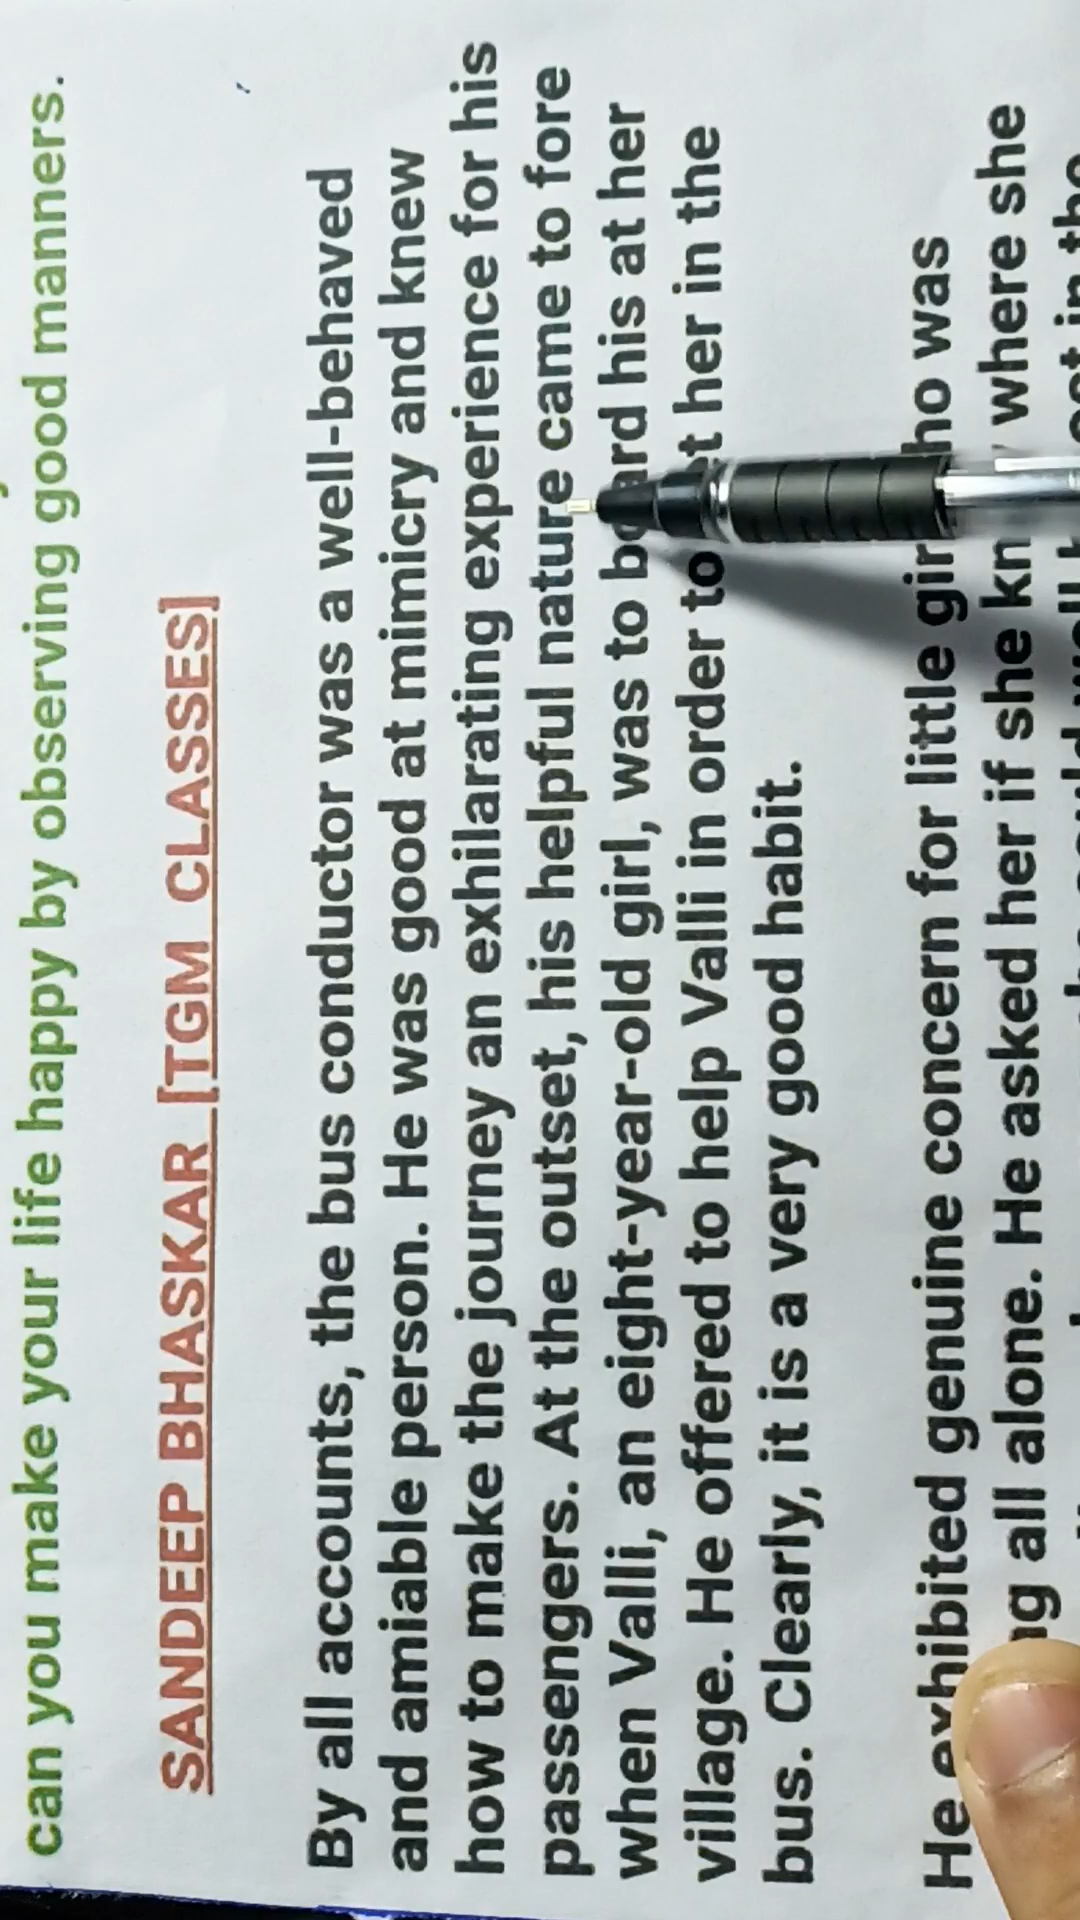 can you make your life happy by observing good manners.
SANDEEP BHASKAR [TGM CLASSES]
By all accounts, the bus conductor was a well-behaved
and amiable person. He was good at mimicry and knew
how to make the journey an exhilarating experience for his
passengers. At the outset, his helpful nature came to fore
when Valli, an eight-year-old girl, was to board his at her
village. He offered to help Valli in order to her in the
bus. Clearly, it is a very good habit.
He exhibited genuine concern for little girl who was
all alone. He asked her if she where she